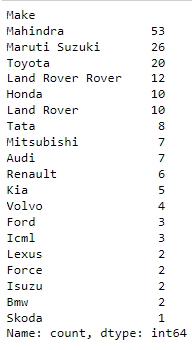 Make
Mahindra 53
Maruti Suzuki 26
Toyota 20
Land Rover Rover 12
Honda 10
Land Rover 10
Tata 8
Mitsubishi 7
Audi 7
Renault 6
Kia 5
Volvo 4
Ford 3
Icml 3
Lexus 2
Force 2
Isuzu 2
Bmw 2
Skoda 1
Name: count, dtype: int64